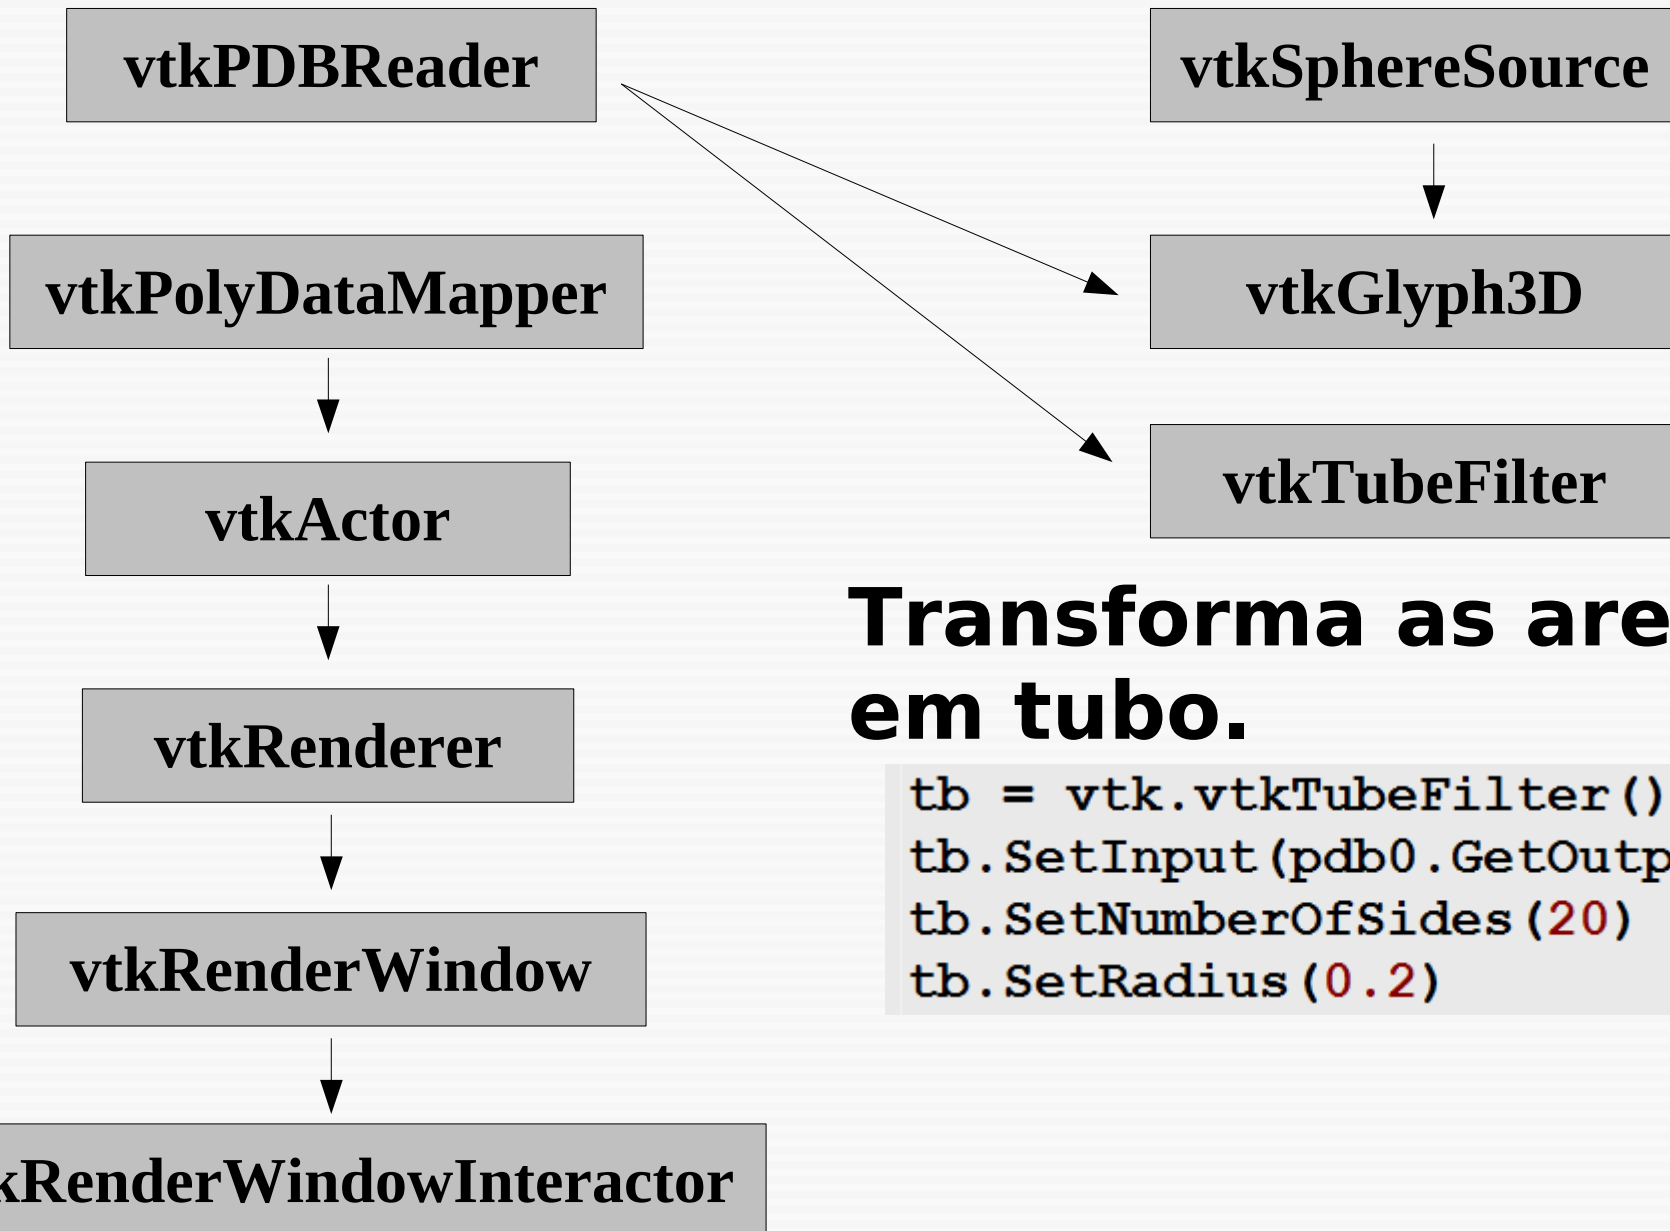 vtkPDBReader
vtkSphereSource
vtkPolyDataMapper
vtkGlyph3D
vtkTubeFilter
vtkActor
Transforma as are
em tubo.
vtkRenderer
tb = vtk.vtkTubeFilter()
tb.SetInput(pdb0.GetOutp
tb.SetNumberOfSides(20)
tb.SetRadius(0.2)
vtkRenderWindow
kRenderWindowInteractor